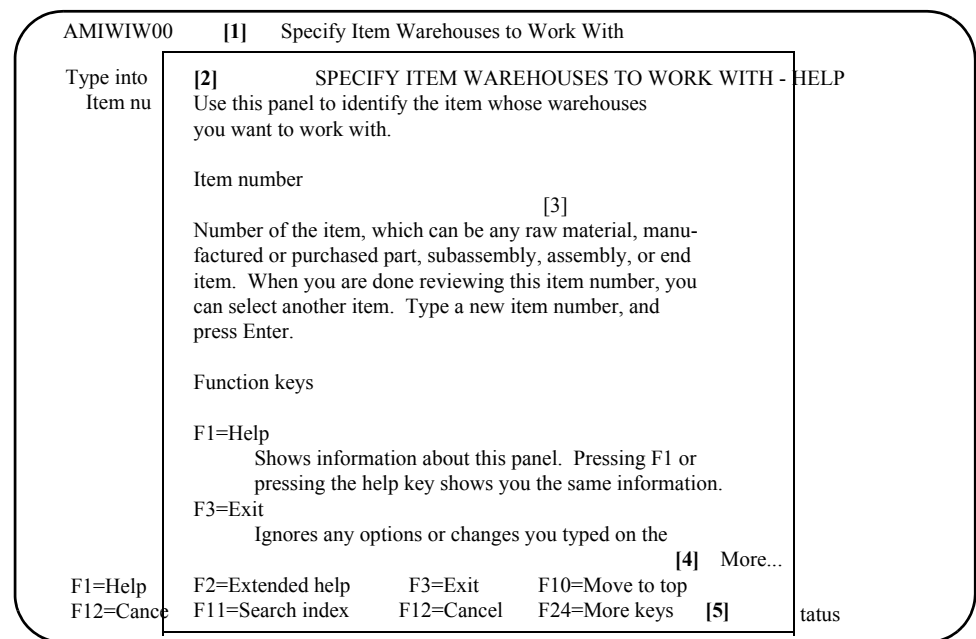 AMIWIW00 [1] Specify Item Warehouses to Work With
Type into [2] SPECIFY ITEM WAREHOUSES TO WORK WITH - HELP
Item nu Use this panel to identify the item whose warehouses
you want to work with.
Item number
[3]
Number of the item, which can be any raw material, manu-
factured or purchased part, subassembly, assembly, or end
item. When you are done reviewing this item number, you
can select another item. Type a new item number, and
press Enter.
Function keys
F1=Help
Shows information about this panel. Pressing F1 or
pressing the help key shows you the same information.
F3=Exit
Ignores any options or changes you typed on the
[4] More...
F1=Help F2=Extended help F3=Exit F10=Move to top
F12=Cance F11=Search index F12=Cancel F24=More keys [5] tatus